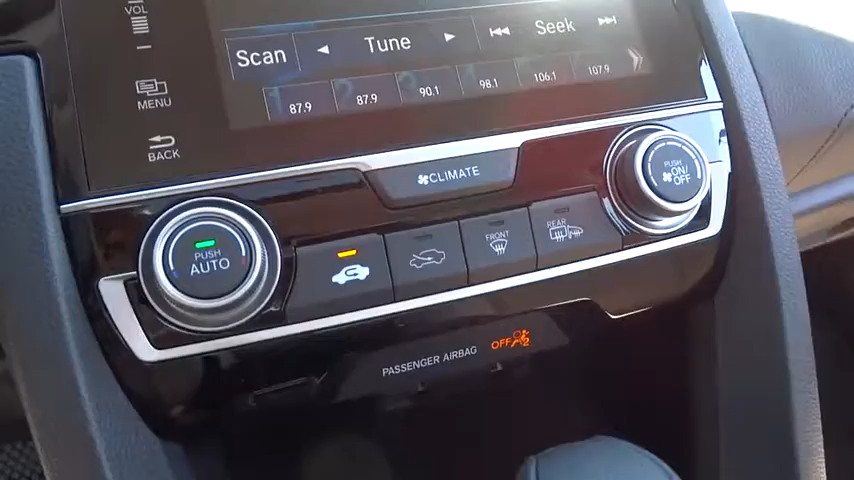 VOL
Scan
Tune
Seek
87.9
87.9
90.1
98.1
106.1
107.9
MENU
BACK
CLIMATE
PUSH
ON/
OFF
PUSH
AUTO
FRONT
REAR
PASSENGER AIRBAG
OFF